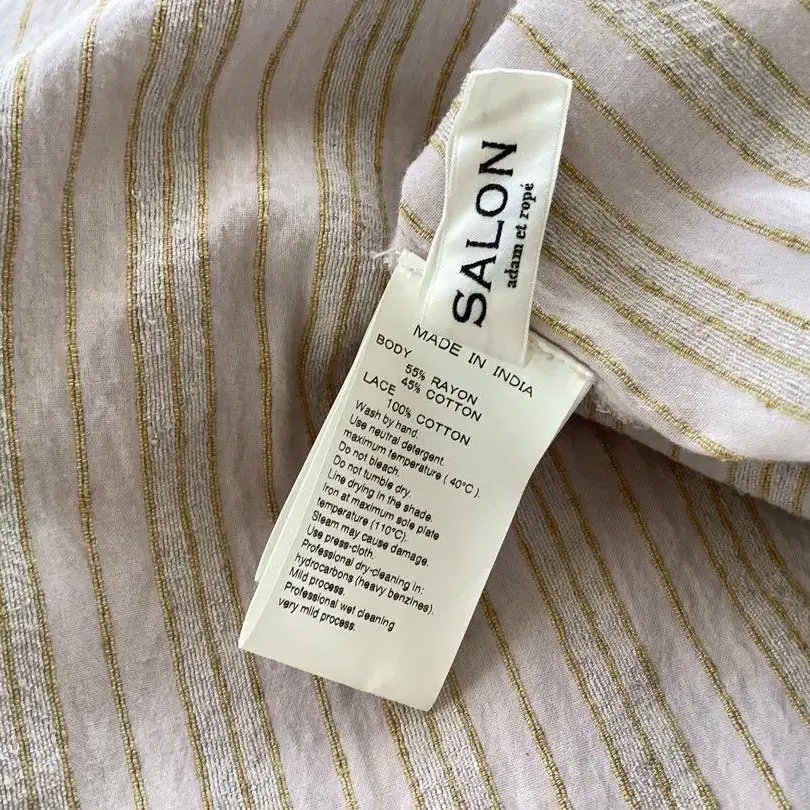 SALON
adam et ropé
MADE IN INDIA
BODY
55% RAYON
45% COTTON
LACE
100% COTTON
Wash by hand.
Use neutral detergent.
maximum temperature ( 40°C ).
Do not bleach.
Do not tumble dry.
Line drying in the shade.
Iron at maximum sole plate
temperature (110°C).
Steam may cause damage.
Use press-cloth.
Professional dry-cleaning in:
hydrocarbons (heavy benzines).
Mild process.
Professional wet cleaning
very mild process.